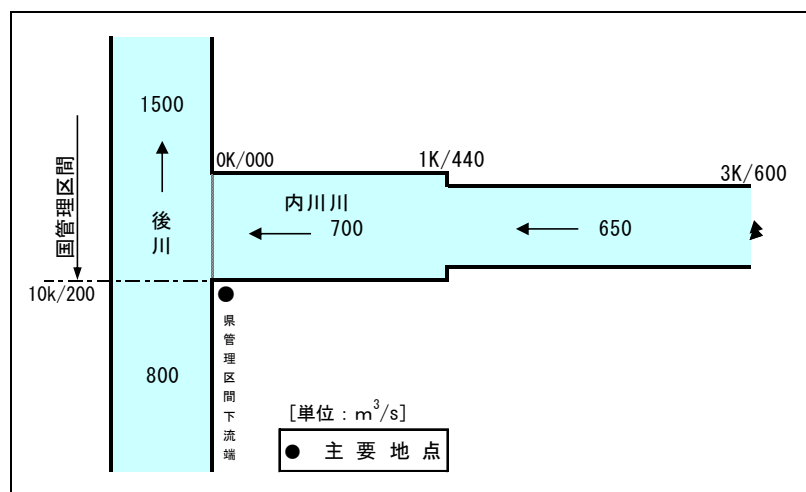 1500
国管理区間
後川
0K/000
1K/440
3K/600
内川川
700
650
10k/200
県管理区間下流端
800
[単位：m³/s]
● 主要地点